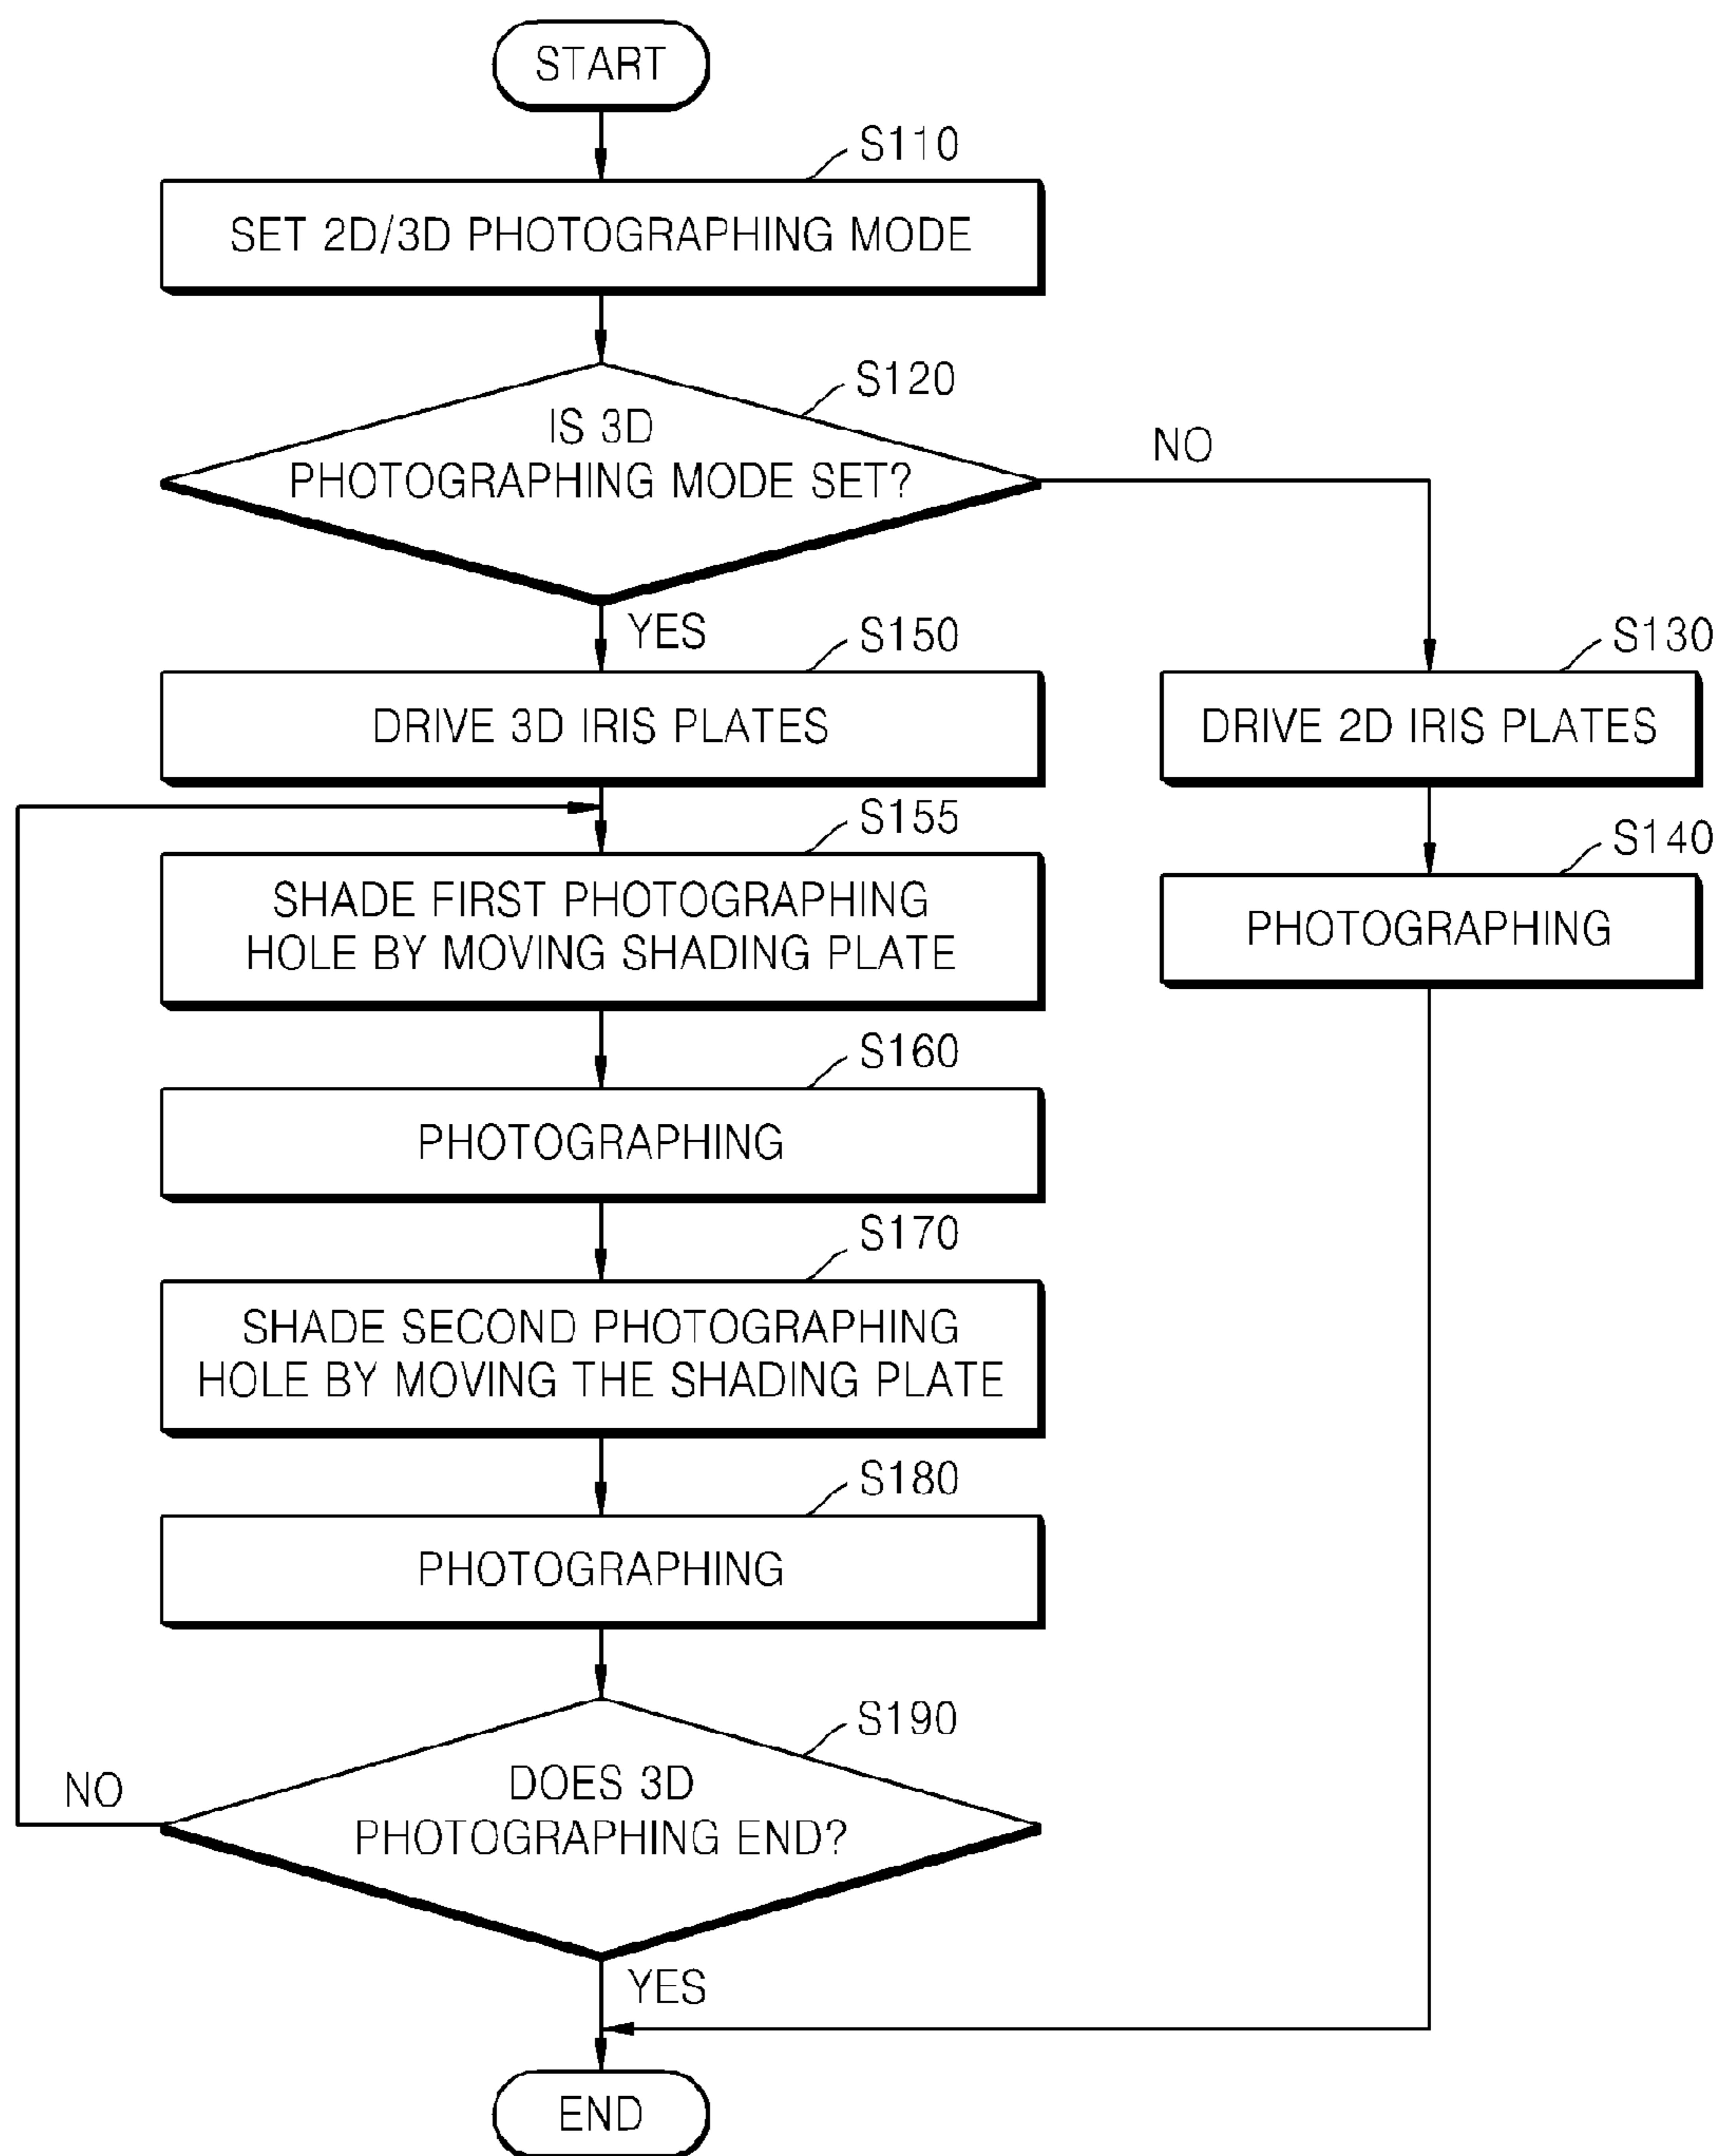 START
S110
SET 2D/3D PHOTOGRAPHING MODE
S120
IS 3D
PHOTOGRAPHING MODE SET?
NO
YES
S150
DRIVE 3D IRIS PLATES
S130
DRIVE 2D IRIS PLATES
S155
SHADE FIRST PHOTOGRAPHING
HOLE BY MOVING SHADING PLATE
S140
PHOTOGRAPHING
S160
PHOTOGRAPHING
S170
SHADE SECOND PHOTOGRAPHING
HOLE BY MOVING THE SHADING PLATE
S180
PHOTOGRAPHING
S190
DOES 3D
PHOTOGRAPHING END?
NO
YES
END